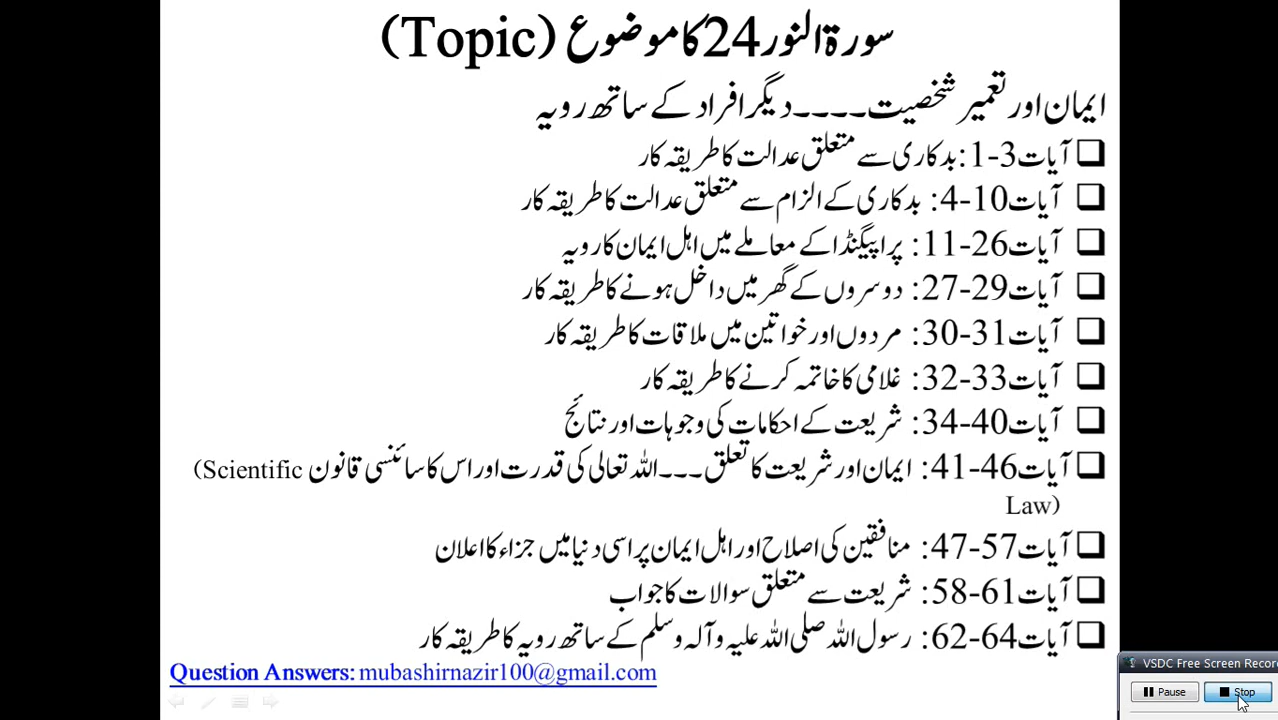 سورۃ النور 24 کا موضوع (Topic)
ایمان اور تعمیر شخصیت ۔۔۔۔ دیگر افراد کے ساتھ رویہ
❑ آیات 1-3: بدکاری سے متعلق عدالت کا طریقہ کار
❑ آیات 4-10: بدکاری کے الزام سے متعلق عدالت کا طریقہ کار
❑ آیات 11-26: پراپیگنڈا کے معاملے میں اہل ایمان کا رویہ
❑ آیات 27-29: دوسروں کے گھر میں داخل ہونے کا طریقہ کار
❑ آیات 30-31: مردوں اور خواتین میں ملاقات کا طریقہ کار
❑ آیات 32-33: غلامی کا خاتمہ کرنے کا طریقہ کار
❑ آیات 34-40: شریعت کے احکامات کی وجوہات اور نتائج
❑ آیات 41-46: ایمان اور شریعت کا تعلق ۔۔۔ اللہ تعالی کی قدرت اور اس کا سائنسی قانون (Scientific
Law)
❑ آیات 47-57: منافقین کی اصلاح اور اہل ایمان پر اسی دنیا میں جزاء کا اعلان
❑ آیات 58-61: شریعت سے متعلق سوالات کا جواب
❑ آیات 62-64: رسول اللہ صلی اللہ علیہ وآلہ وسلم کے ساتھ رویہ کا طریقہ کار
Question Answers: mubashirnazir100@gmail.com
VSDC Free Screen Recor
Pause
Stop